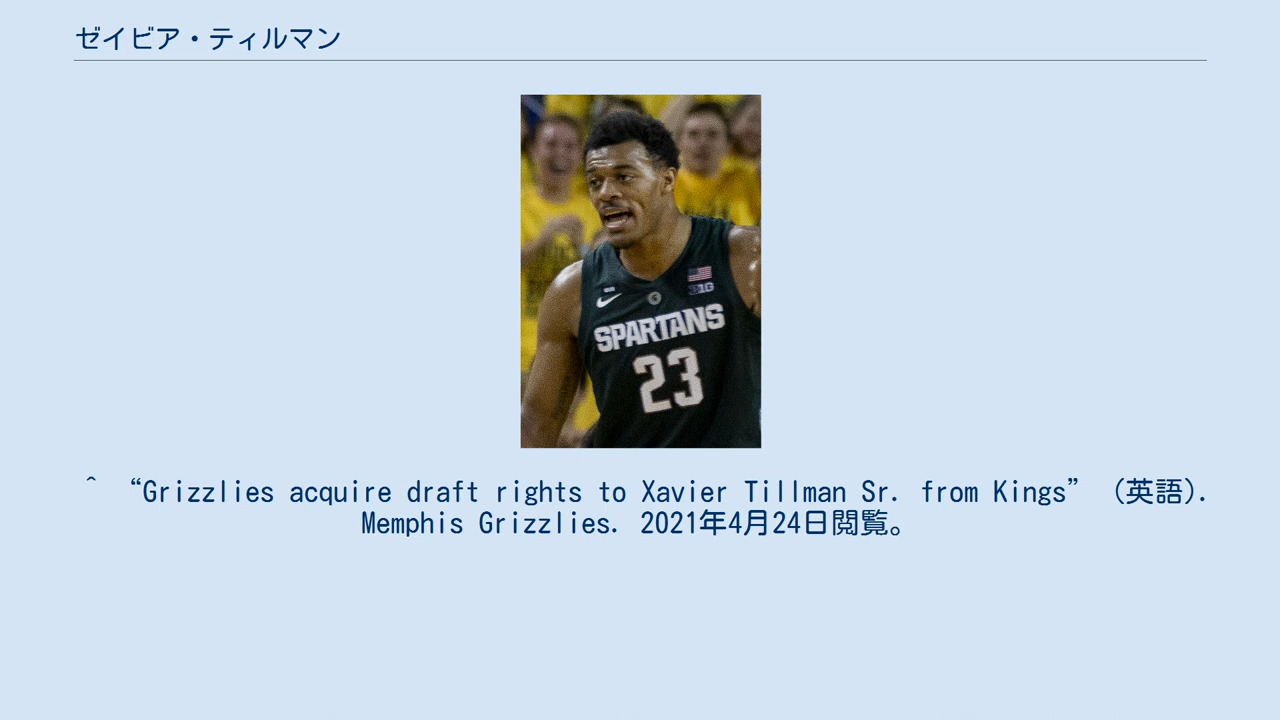 ゼイビア・ティルマン
BIG
SPARTANS
23
^ “Grizzlies acquire draft rights to Xavier Tillman Sr. from Kings” (英語).
Memphis Grizzlies. 2021年4月24日閲覧。